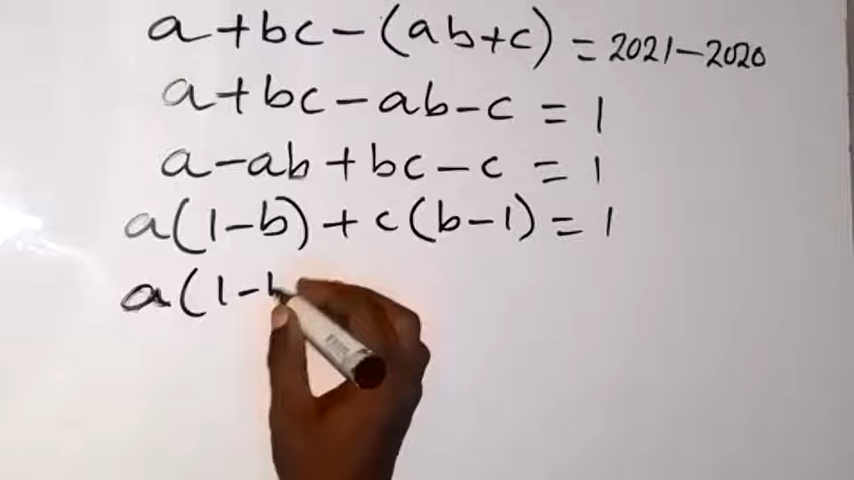 a+bc-(ab+c)=2021-2020
a+bc-ab-c=1
a-ab+bc-c=1
a(1-b)+c(b-1)=1
a(1-b